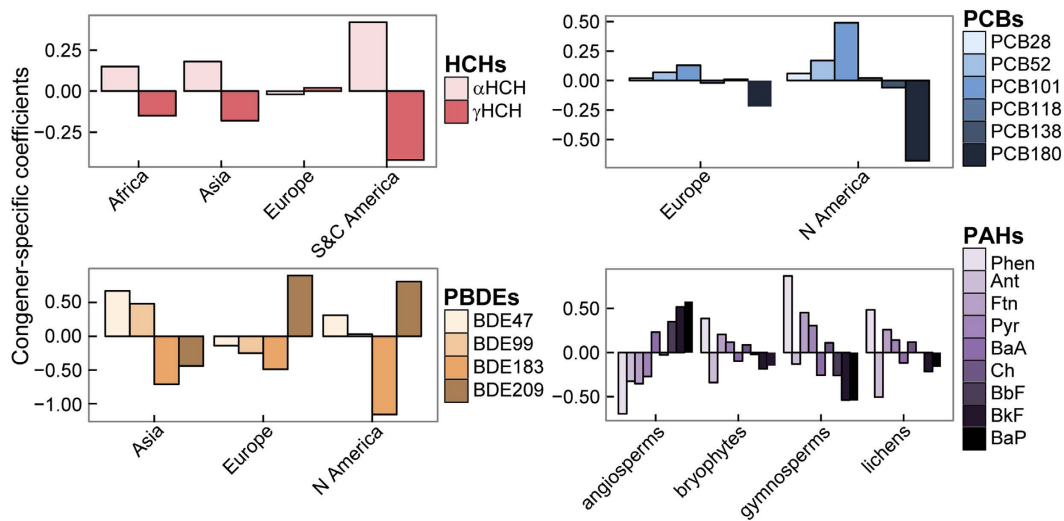 Congener-specific coefficients
0.25
0.00
−0.25
Africa
Asia
Europe
S&C America
HCHs
αHCH
γHCH
0.50
0.25
0.00
−0.25
−0.50
Europe
N America
PCBs
PCB28
PCB52
PCB101
PCB118
PCB138
PCB180
0.50
0.00
−0.50
−1.00
Asia
Europe
N America
PBDEs
BDE47
BDE99
BDE183
BDE209
0.50
0.00
−0.50
angiosperms
bryophytes
gymnosperms
lichens
PAHs
Phen
Ant
Ftn
Pyr
BaA
Ch
BbF
BkF
BaP